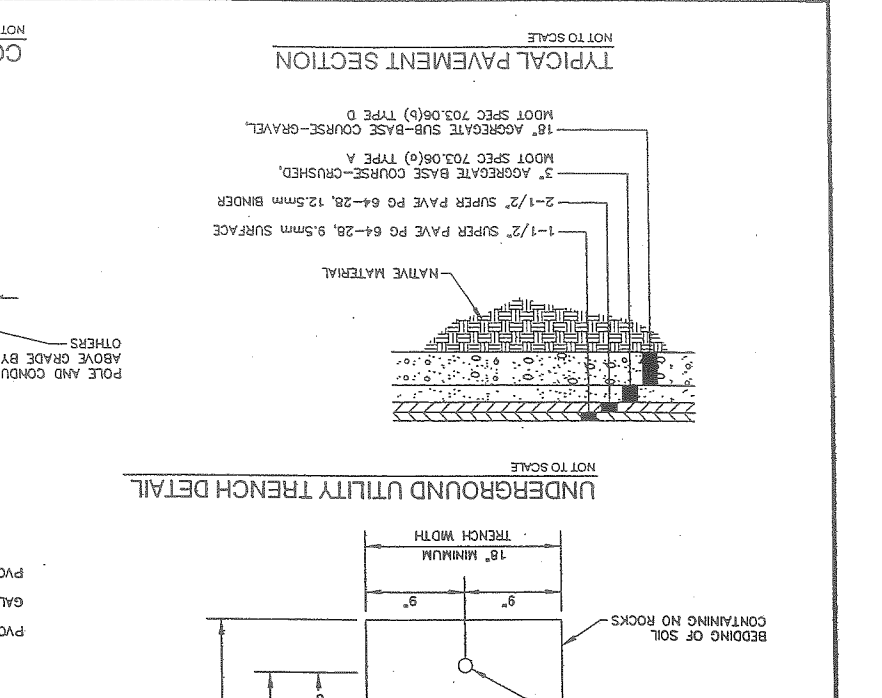 BEDDING OF SOIL
CONTAINING NO ROCKS
9" 9"
18" MINIMUM
TRENCH WIDTH
PVC
GAL
PVC
UNDERGROUND UTILITY TRENCH DETAIL
NOT TO SCALE
POLE AND CONDU
ABOVE GRADE BY
OTHERS
NATIVE MATERIAL
1-1/2" SUPER PAVE PG 64-28, 9.5mm SURFACE
2-1/2" SUPER PAVE PG 64-28, 12.5mm BINDER
3" AGGREGATE BASE COURSE-CRUSHED,
MDOT SPEC 703.06(a) TYPE A
18" AGGREGATE SUB-BASE COURSE-GRAVEL,
MDOT SPEC 703.06(b) TYPE D
TYPICAL PAVEMENT SECTION
NOT TO SCALE
CO
NOT